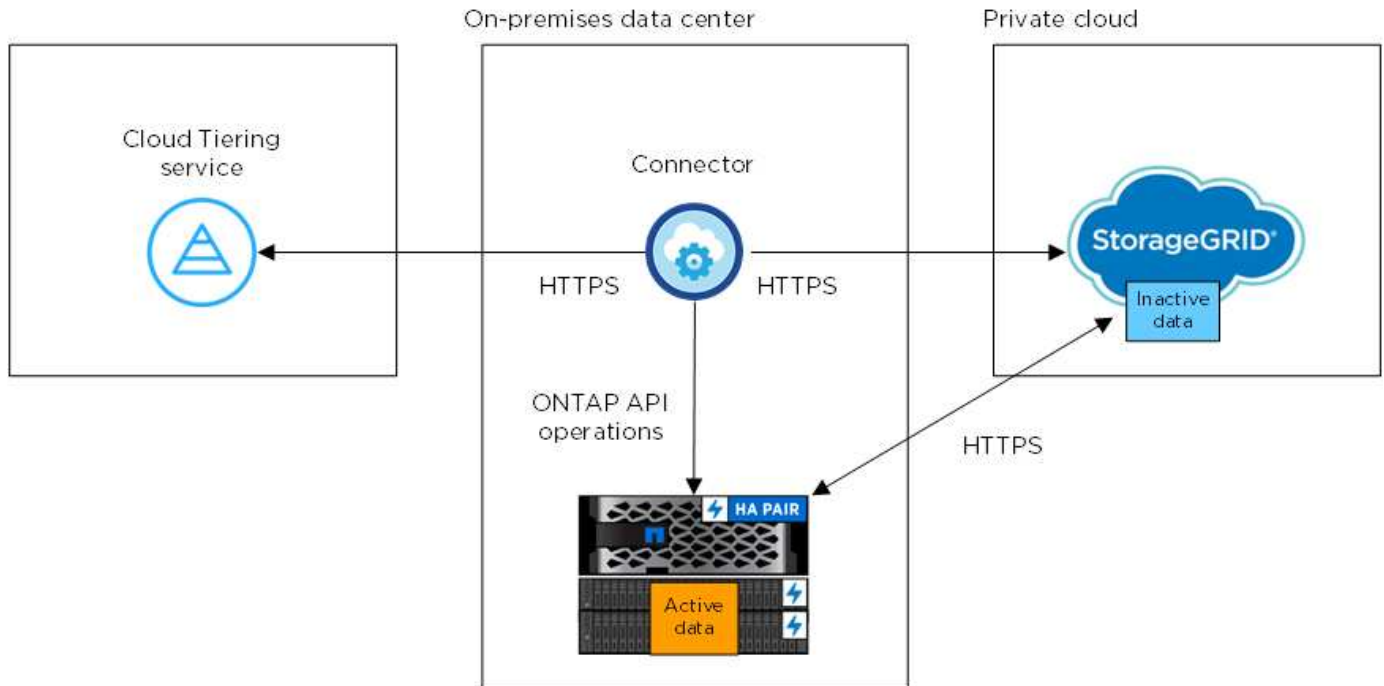 On-premises data center
Private cloud
Cloud Tiering
service
Connector
HTTPS
HTTPS
StorageGRID®
Inactive
data
ONTAP API
operations
HTTPS
HA PAIR
Active
data